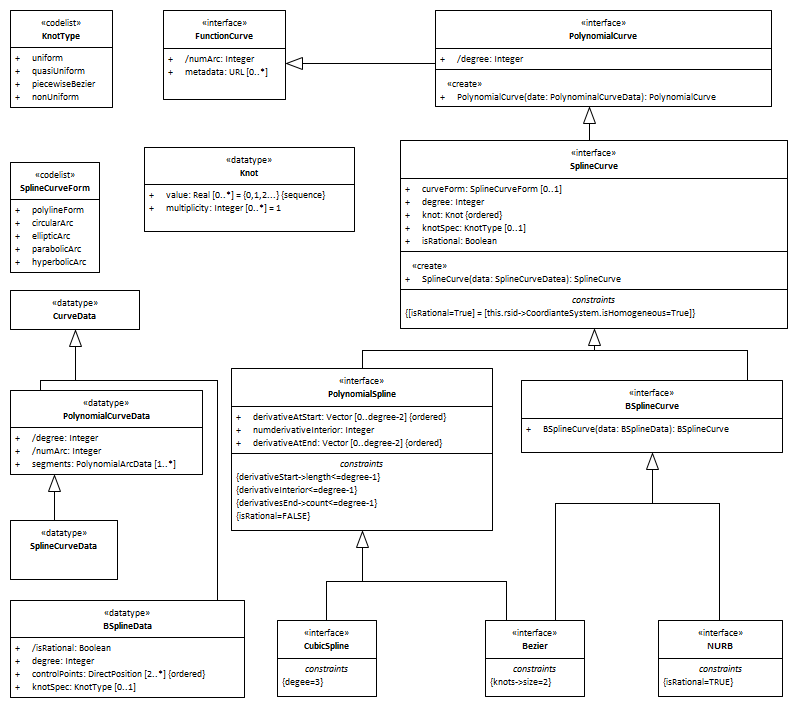 «codelist»
KnotType
+ uniform
+ quasiUniform
+ piecewiseBezier
+ nonUniform
«interface»
FunctionCurve
+ /numArc: Integer
+ metadata: URL [0..*]
«interface»
PolynomialCurve
+ /degree: Integer
«create»
+ PolynomialCurve(date: PolynominalCurveData): PolynomialCurve
«codelist»
SplineCurveForm
+ polylineForm
+ circularArc
+ ellipticArc
+ parabolicArc
+ hyperbolicArc
«datatype»
Knot
+ value: Real [0..*] = {0,1,2...} {sequence}
+ multiplicity: Integer [0..*] = 1
«interface»
SplineCurve
+ curveForm: SplineCurveForm [0..1]
+ degree: Integer
+ knot: Knot {ordered}
+ knotSpec: KnotType [0..1]
+ isRational: Boolean
«create»
+ SplineCurve(data: SplineCurveDatea): SplineCurve
constraints
{[isRational=True] = [this.rsid->CoordianteSystem.isHomogeneous=True]}
«datatype»
CurveData
«datatype»
PolynomialCurveData
+ /degree: Integer
+ /numArc: Integer
+ segments: PolynomialArcData [1..*]
«interface»
PolynomialSpline
+ derivativeAtStart: Vector [0..degree-2] {ordered}
+ numderivativeInterior: Integer
+ derivativeAtEnd: Vector [0..degree-2] {ordered}
constraints
{derivativeStart->length<=degree-1}
{derivativeInterior<=degree-1}
{derivativesEnd->count<=degree-1}
{isRational=FALSE}
«interface»
BSplineCurve
+ BSplineCurve(data: BSplineData): BSplineCurve
«datatype»
SplineCurveData
«datatype»
BSplineData
+ /isRational: Boolean
+ degree: Integer
+ controlPoints: DirectPosition [2..*] {ordered}
+ knotSpec: KnotType [0..1]
«interface»
CubicSpline
constraints
{degee=3}
«interface»
Bezier
constraints
{knots->size=2}
«interface»
NURB
constraints
{isRational=TRUE}